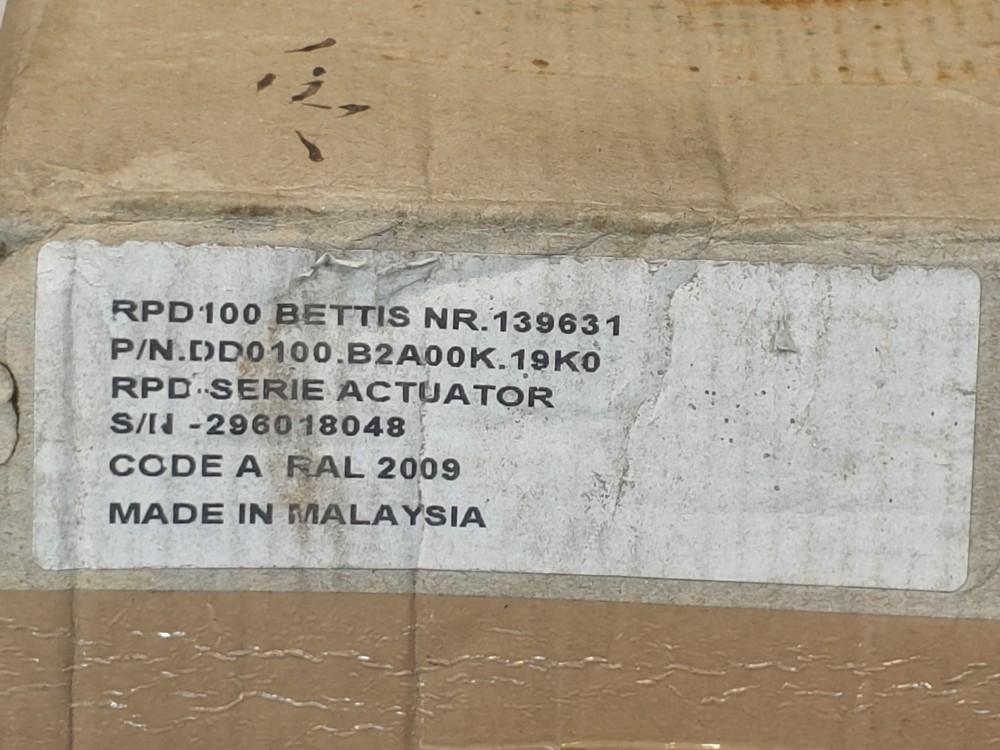 RPD100 BETTIS NR.139631
P/N.DD0100.B2A00K.19K0
RPD-SERIE ACTUATOR
S/N -296018048
CODE A RAL 2009
MADE IN MALAYSIA